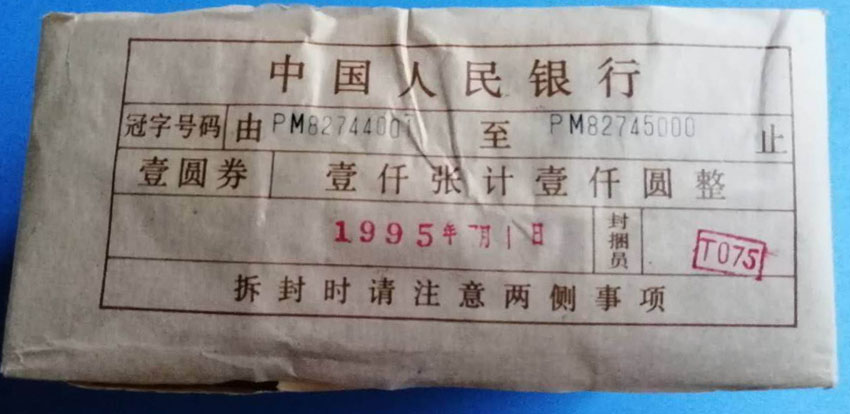 中国人民银行
冠字号码 由 PM82744001 至 PM82745000 止
壹圆券 壹仟张计壹仟圆整
1995年 月1日 封捆员 T075
拆封时请注意两侧事项